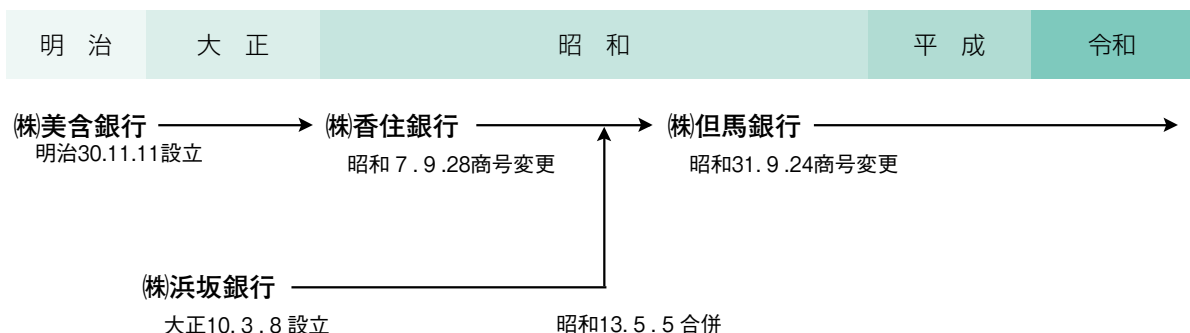 明 治 大 正 昭 和 平 成 令和
㈱美含銀行 ㈱香住銀行 ㈱但馬銀行
明治30.11.11設立 昭和７.９.28商号変更 昭和31.９.24商号変更
㈱浜坂銀行
大正10.３.８設立 昭和13.５.５合併